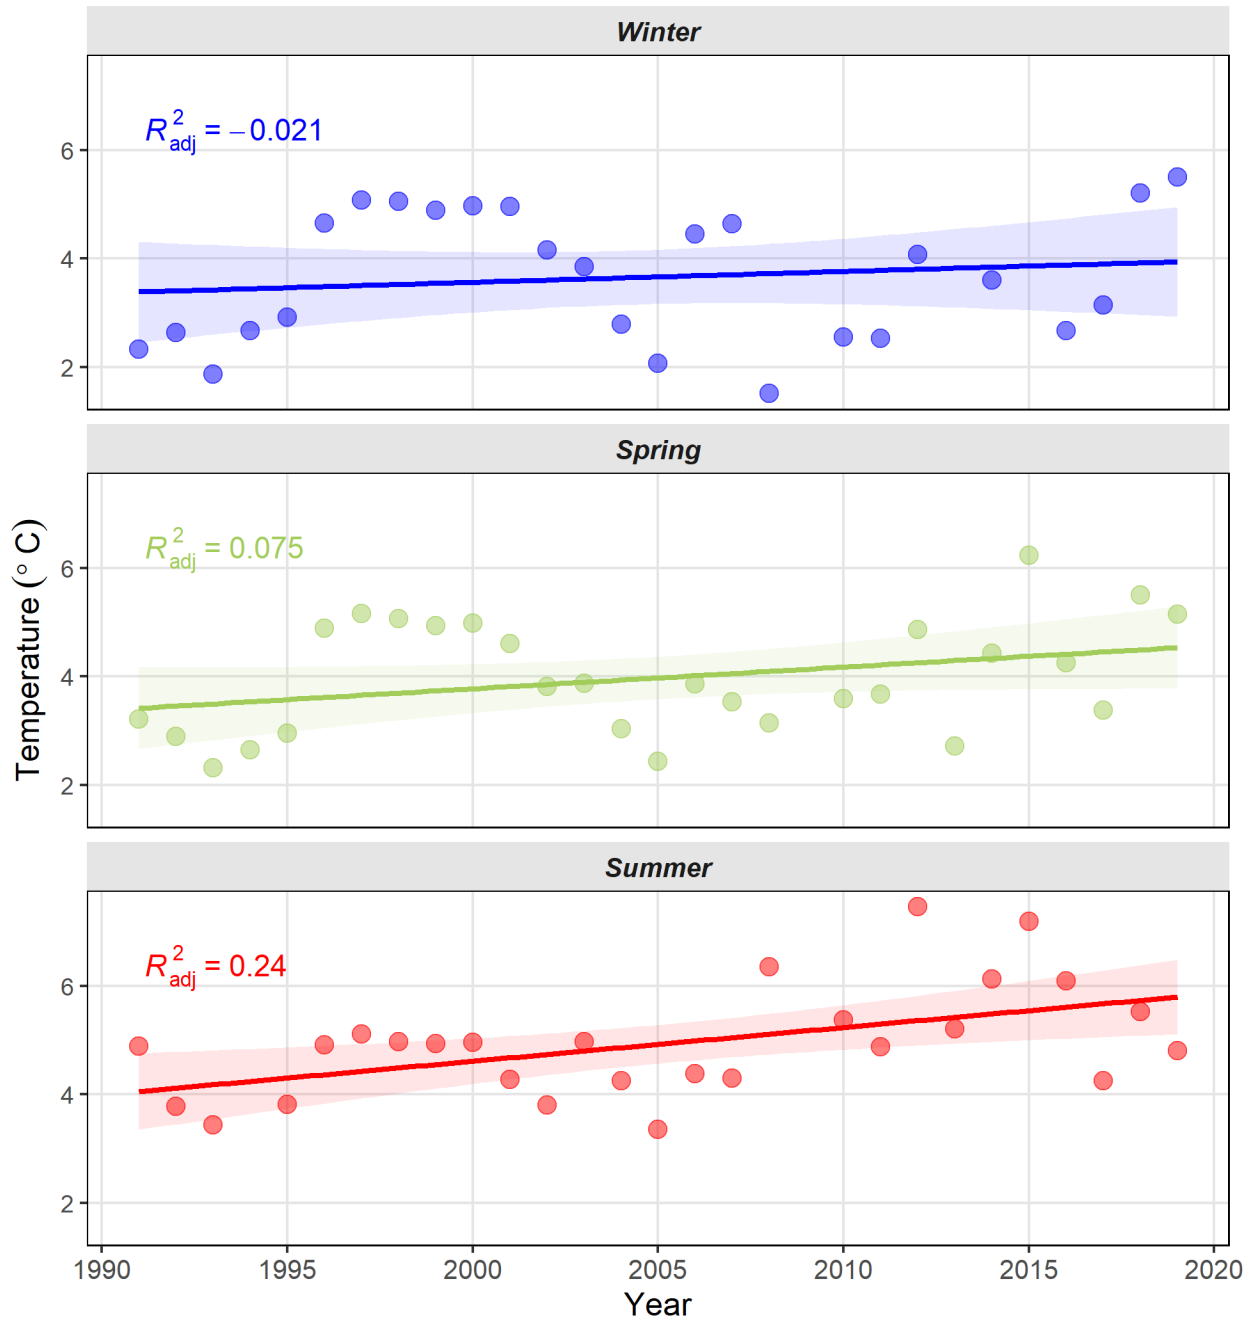 Winter
R²adj = −0.021
6
4
2
Spring
R²adj = 0.075
6
4
2
Temperature (° C)
Summer
R²adj = 0.24
6
4
2
1990 1995 2000 2005 2010 2015 2020
Year